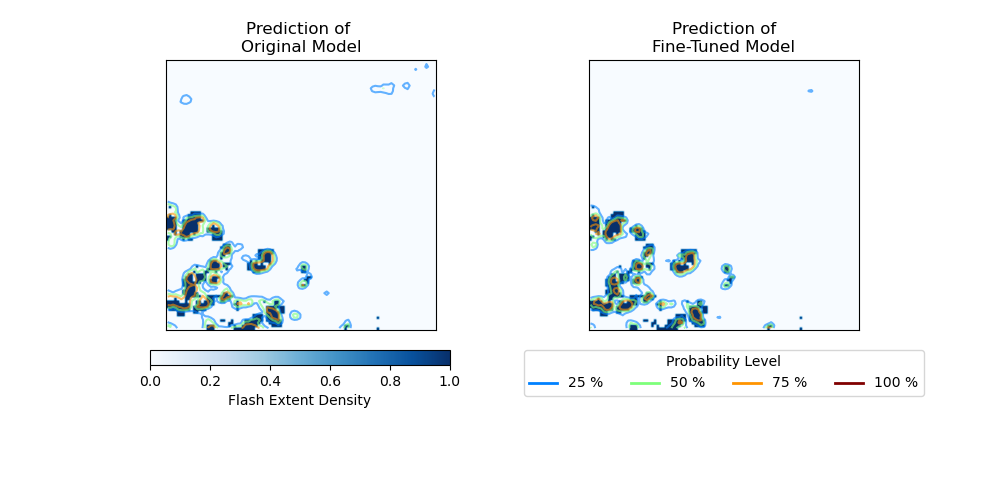 Prediction of
Original Model
Prediction of
Fine-Tuned Model
0.0 0.2 0.4 0.6 0.8 1.0
Flash Extent Density
Probability Level
25 % 50 % 75 % 100 %